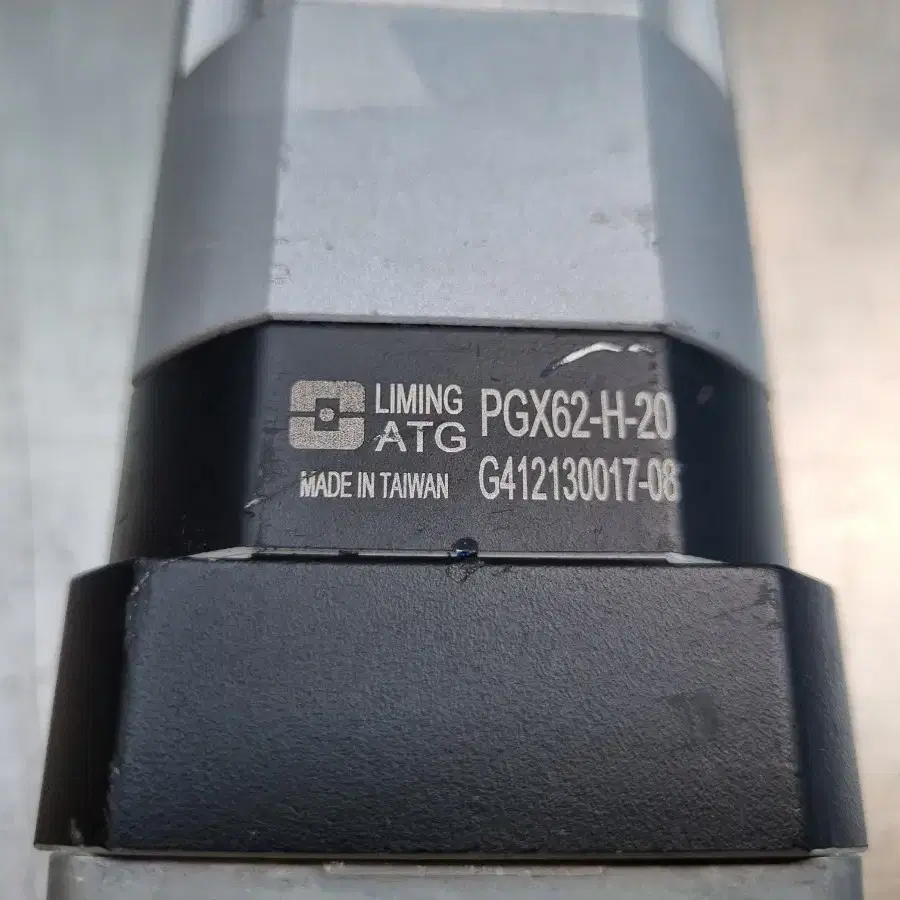 LIMING
ATG
PGX62-H-20
MADE IN TAIWAN
G412130017-08